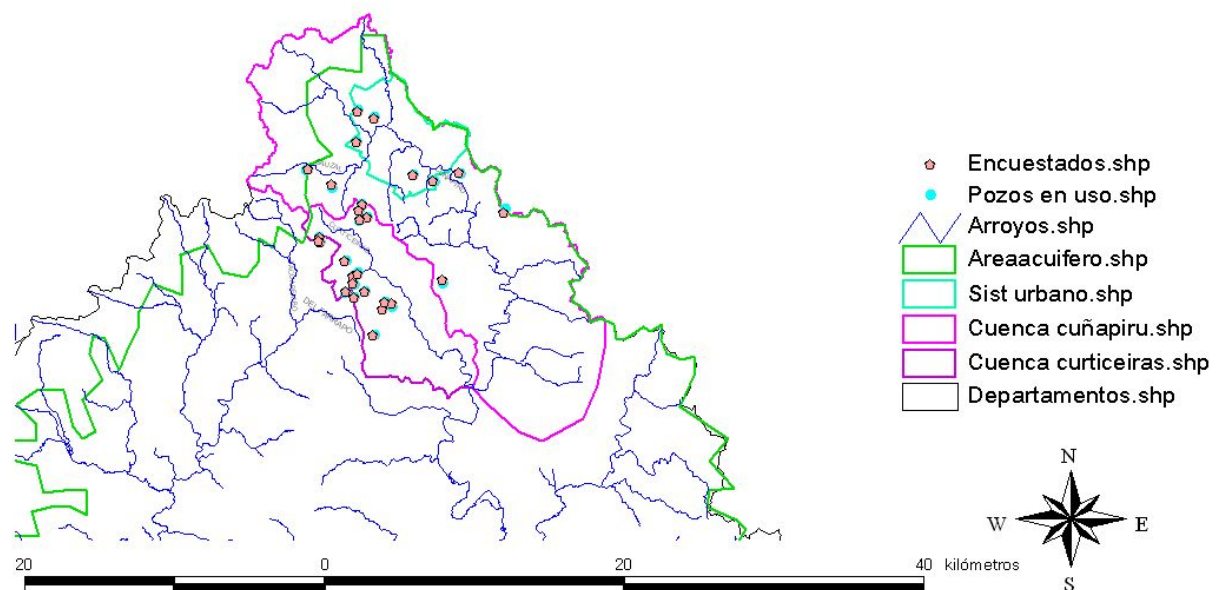 Encuestados.shp
Pozos en uso.shp
Arroyos.shp
Areaacuifero.shp
Sist urbano.shp
Cuenca cuñapiru.shp
Cuenca curticeiras.shp
Departamentos.shp
N
W E
S
20 0 20 40 kilómetros